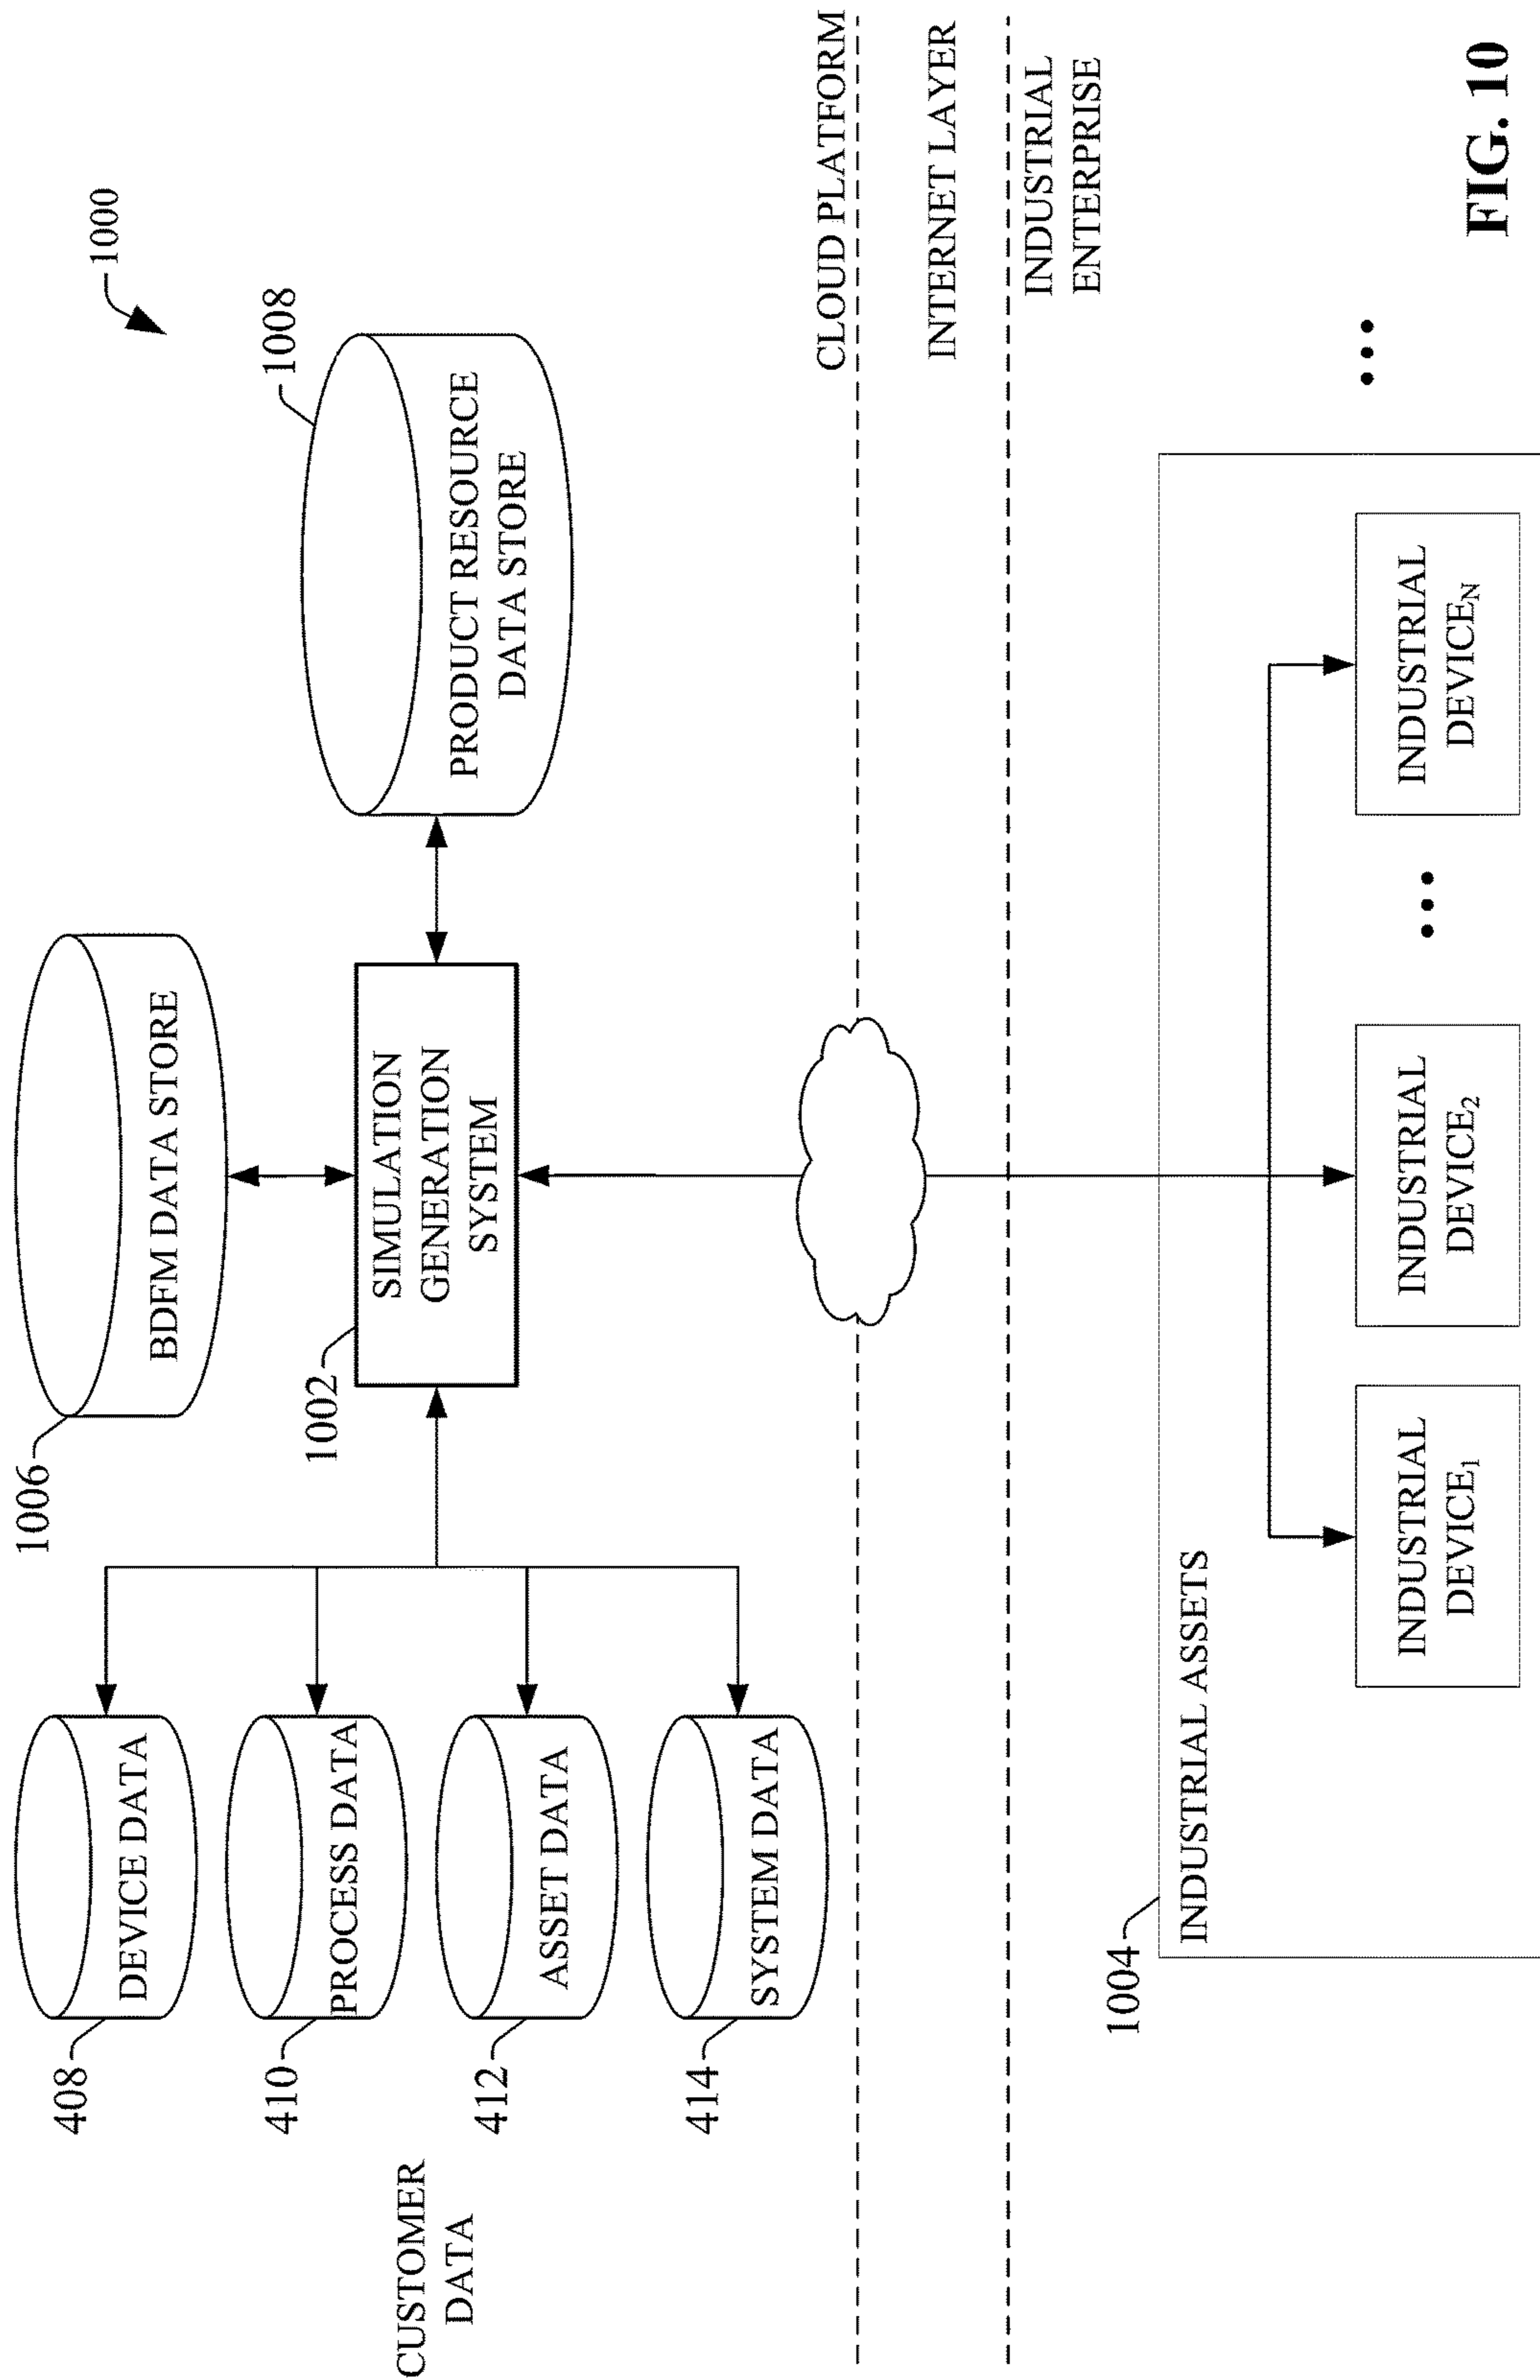 1000
1006
BDFM DATA STORE
408
DEVICE DATA
410
PROCESS DATA
CUSTOMER
DATA
412
ASSET DATA
414
SYSTEM DATA
1002
SIMULATION
GENERATION
SYSTEM
1008
PRODUCT RESOURCE
DATA STORE
CLOUD PLATFORM
INTERNET LAYER
INDUSTRIAL
ENTERPRISE
1004
INDUSTRIAL ASSETS
INDUSTRIAL
DEVICE₁
INDUSTRIAL
DEVICE₂
•••
INDUSTRIAL
DEVICE_N
•••
FIG. 10